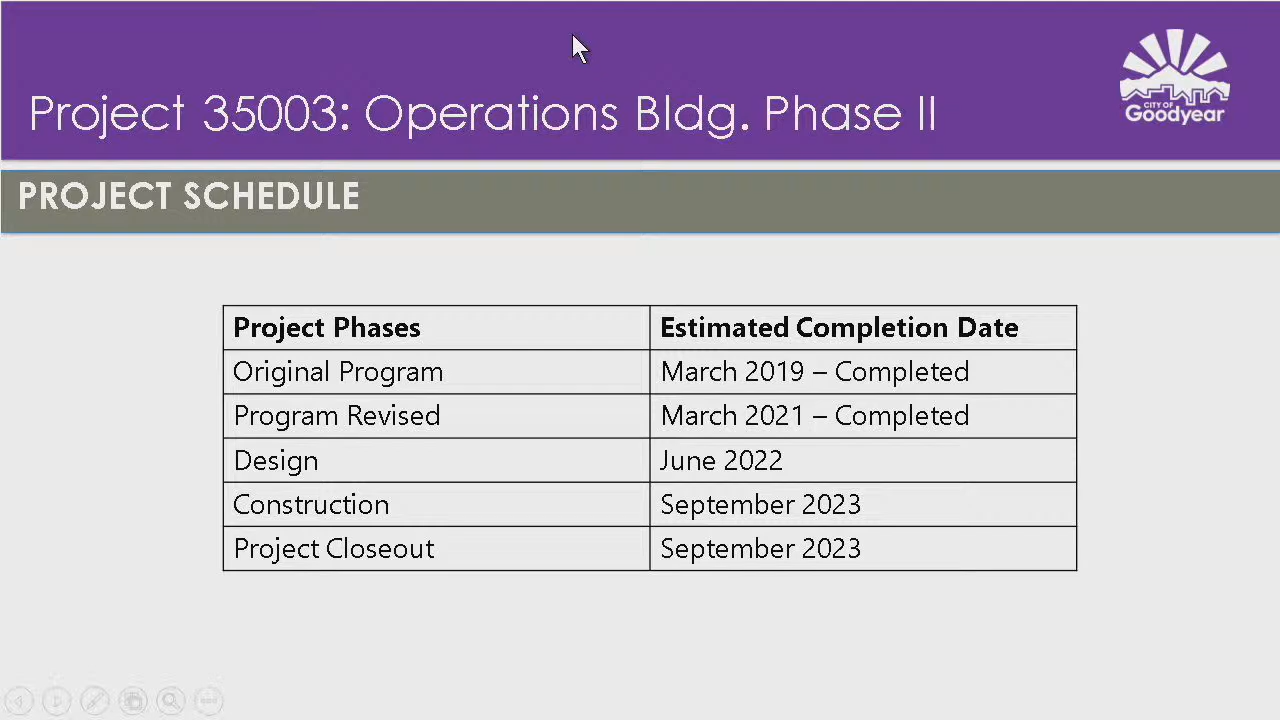 Project 35003: Operations Bldg. Phase II
CITY OF
Goodyear
PROJECT SCHEDULE
Project Phases Estimated Completion Date
Original Program March 2019 – Completed
Program Revised March 2021 – Completed
Design June 2022
Construction September 2023
Project Closeout September 2023